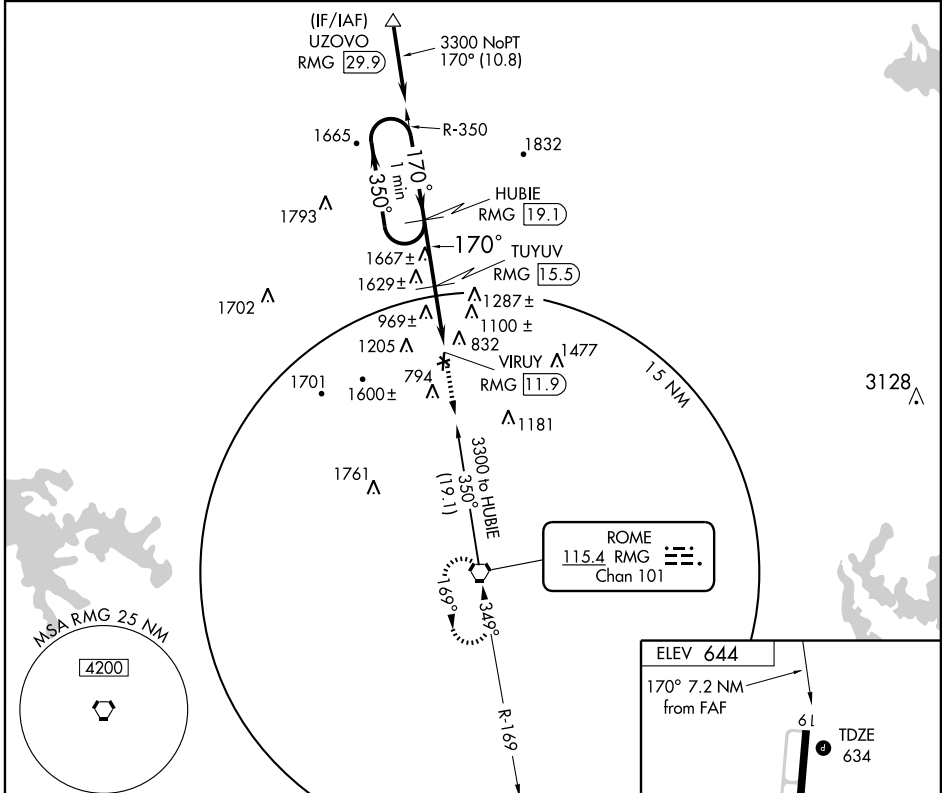 (IF/IAF)
UZOVO
RMG 29.9
3300 NoPT
170° (10.8)
R-350
1665
1832
170°
1 min
350°
HUBIE
RMG 19.1
1793
170°
1667±
TUYUV
RMG 15.5
1629±
1702
1287±
969±
1100 ±
1205
832
VIRUY
RMG 11.9
1477
15 NM
1701
1600±
794
3128
1181
3300 to HUBIE
350°
(19.1)
1761
ROME
115.4 RMG
Chan 101
169°
349°
MSA RMG 25 NM
4200
R-169
ELEV 644
170° 7.2 NM
from FAF
19
TDZE
634
P